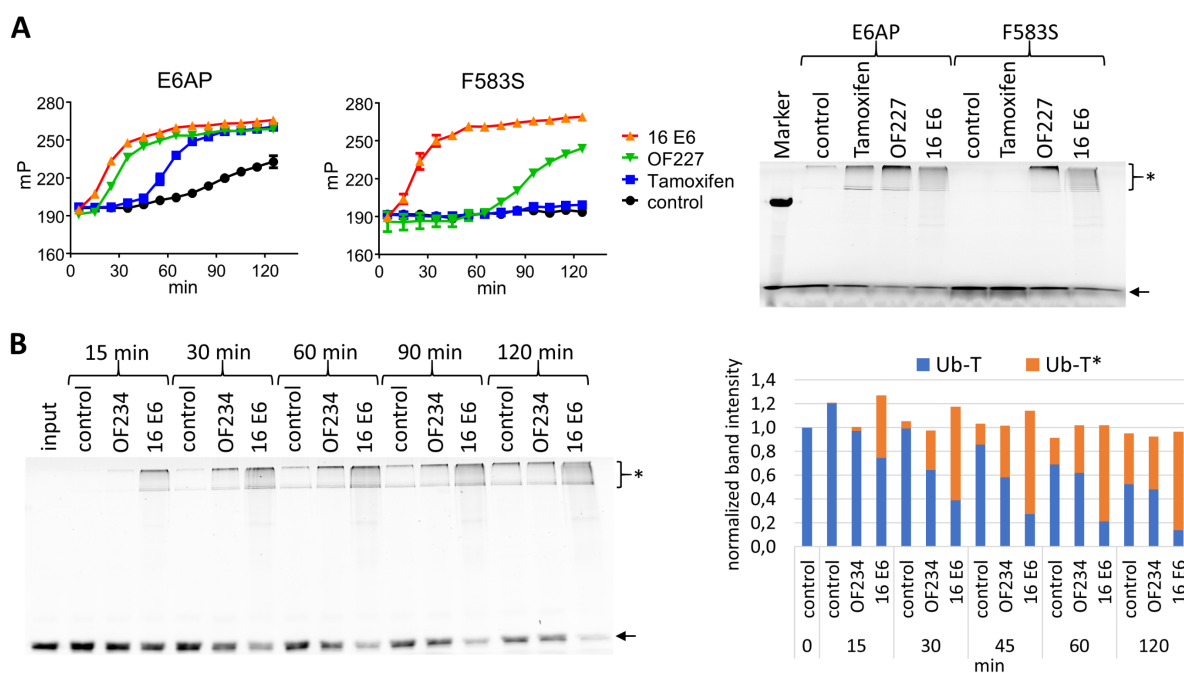 A
E6AP
F583S
280
250
220
190
160
mP
0
30
60
90
120
min
280
250
220
190
160
mP
0
30
60
90
120
min
16 E6
OF227
Tamoxifen
control
E6AP
F583S
Marker
control
Tamoxifen
OF227
16 E6
control
Tamoxifen
OF227
16 E6
*
B
15 min
30 min
60 min
90 min
120 min
input
control
OF234
16 E6
control
OF234
16 E6
control
OF234
16 E6
control
OF234
16 E6
control
OF234
16 E6
*
Ub-T
Ub-T*
normalized band intensity
1,4
1,2
1,0
0,8
0,6
0,4
0,2
0,0
control
control
OF234
16 E6
control
OF234
16 E6
control
OF234
16 E6
control
OF234
16 E6
control
OF234
16 E6
0
15
30
45
60
120
min